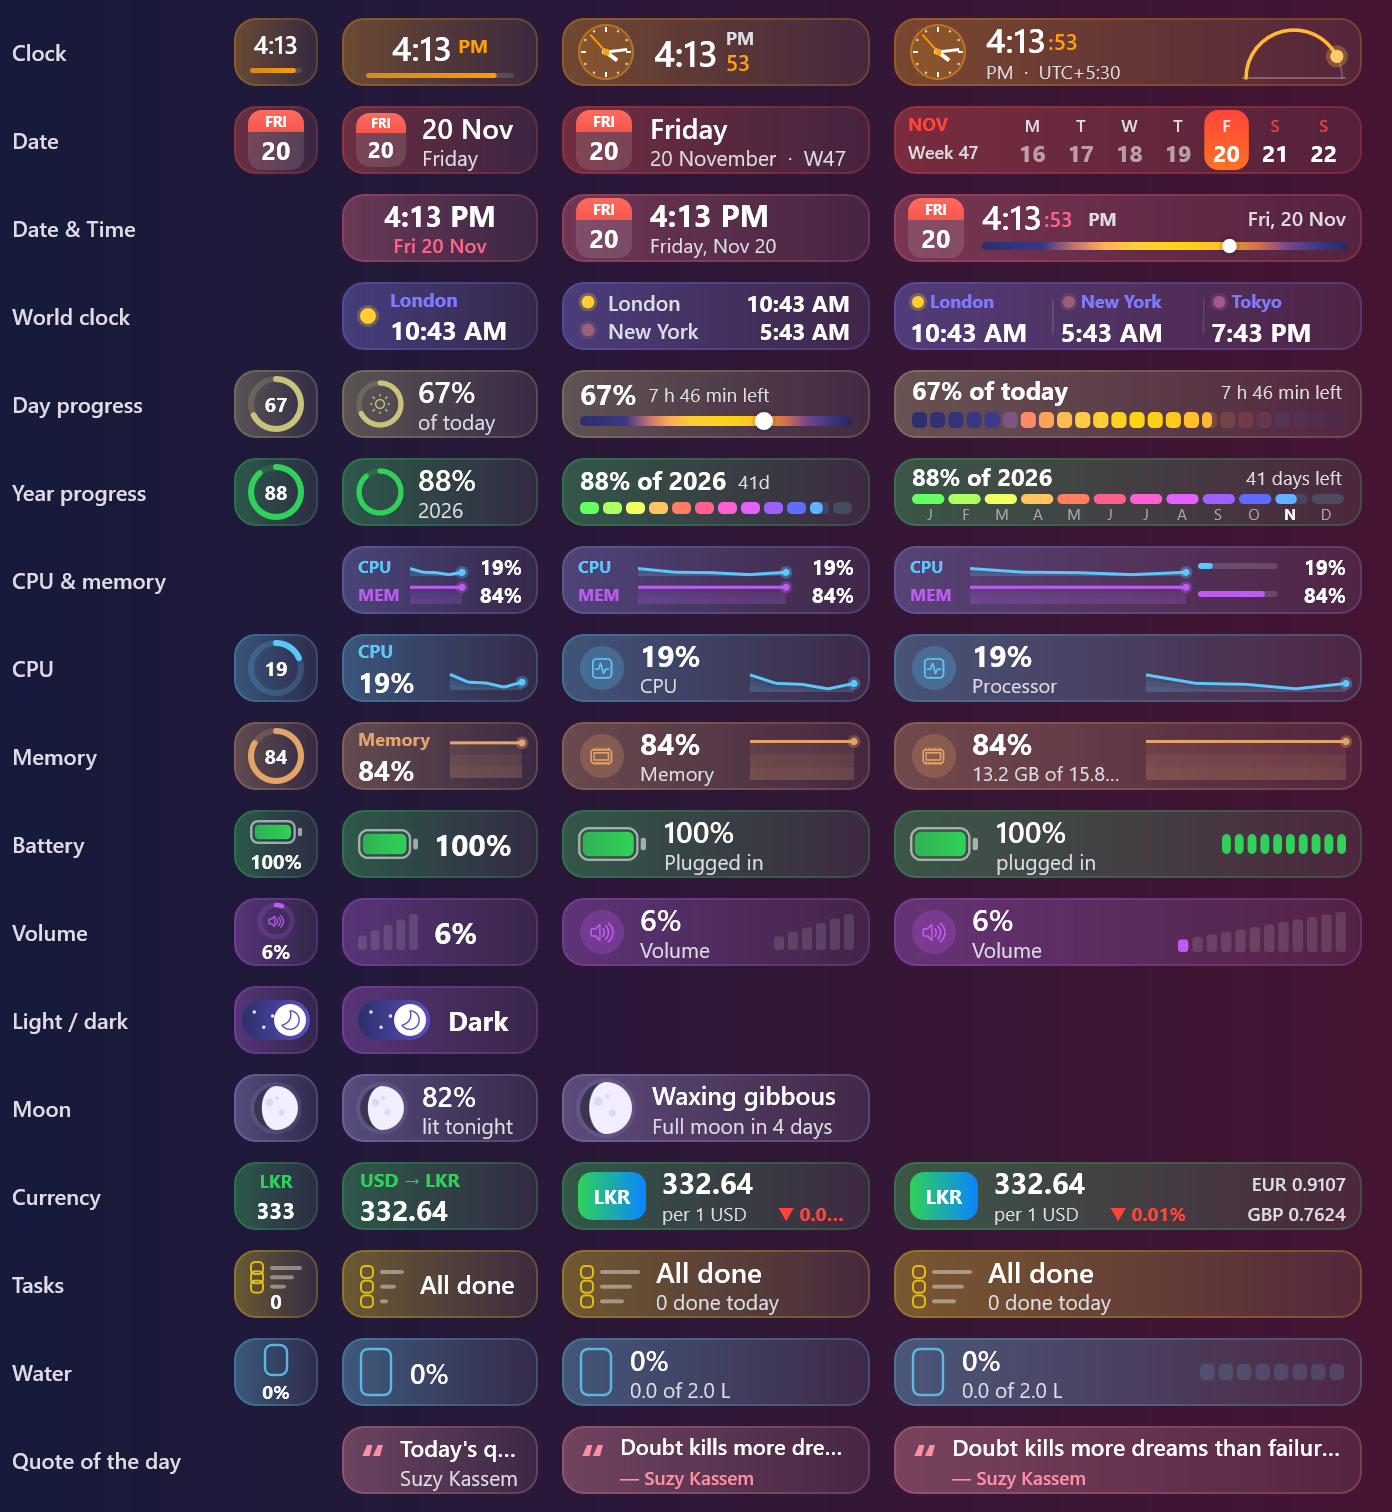 Clock
4:13
4:13 PM
4:13 PM 53
4:13:53
PM · UTC+5:30
Date
FRI
20
FRI
20
20 Nov
Friday
FRI
20
Friday
20 November · W47
NOV
Week 47
M T W T F S S
16 17 18 19 20 21 22
Date & Time
4:13 PM
Fri 20 Nov
FRI
20
4:13 PM
Friday, Nov 20
FRI
20
4:13:53 PM
Fri, 20 Nov
World clock
London
10:43 AM
London 10:43 AM
New York 5:43 AM
London
10:43 AM
New York
5:43 AM
Tokyo
7:43 PM
Day progress
67
67%
of today
67% 7 h 46 min left
67% of today 7 h 46 min left
Year progress
88
88%
2026
88% of 2026 41d
88% of 2026 41 days left
J F M A M J J A S O N D
CPU & memory
CPU 19%
MEM 84%
CPU 19%
MEM 84%
CPU 19%
MEM 84%
CPU
19
CPU
19%
19%
CPU
19%
Processor
Memory
84
Memory
84%
84%
Memory
84%
13.2 GB of 15.8...
Battery
100%
100%
100%
Plugged in
100%
plugged in
Volume
6%
6%
6%
Volume
6%
Volume
Light / dark
Dark
Moon
82%
lit tonight
Waxing gibbous
Full moon in 4 days
Currency
LKR
333
USD → LKR
332.64
LKR
332.64
per 1 USD ▼ 0.0...
LKR
332.64
per 1 USD ▼ 0.01%
EUR 0.9107
GBP 0.7624
Tasks
0
All done
All done
0 done today
All done
0 done today
Water
0%
0%
0%
0.0 of 2.0 L
0%
0.0 of 2.0 L
Quote of the day
Today's q...
Suzy Kassem
Doubt kills more dre...
— Suzy Kassem
Doubt kills more dreams than failur...
— Suzy Kassem